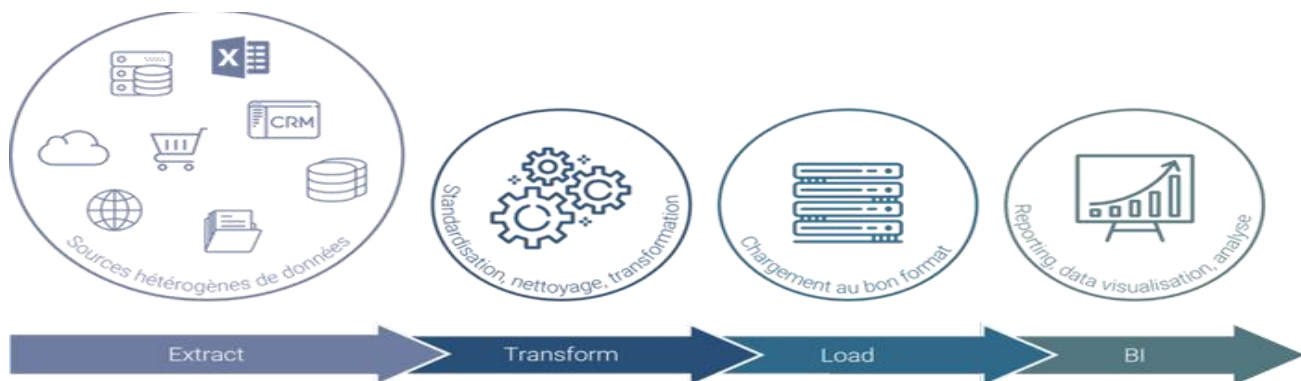 X
CRM
Sources hétérogènes de données
Standardisation, nettoyage, transformation
Chargement au bon format
Reporting, data visualisation, analyse
Extract
Transform
Load
BI